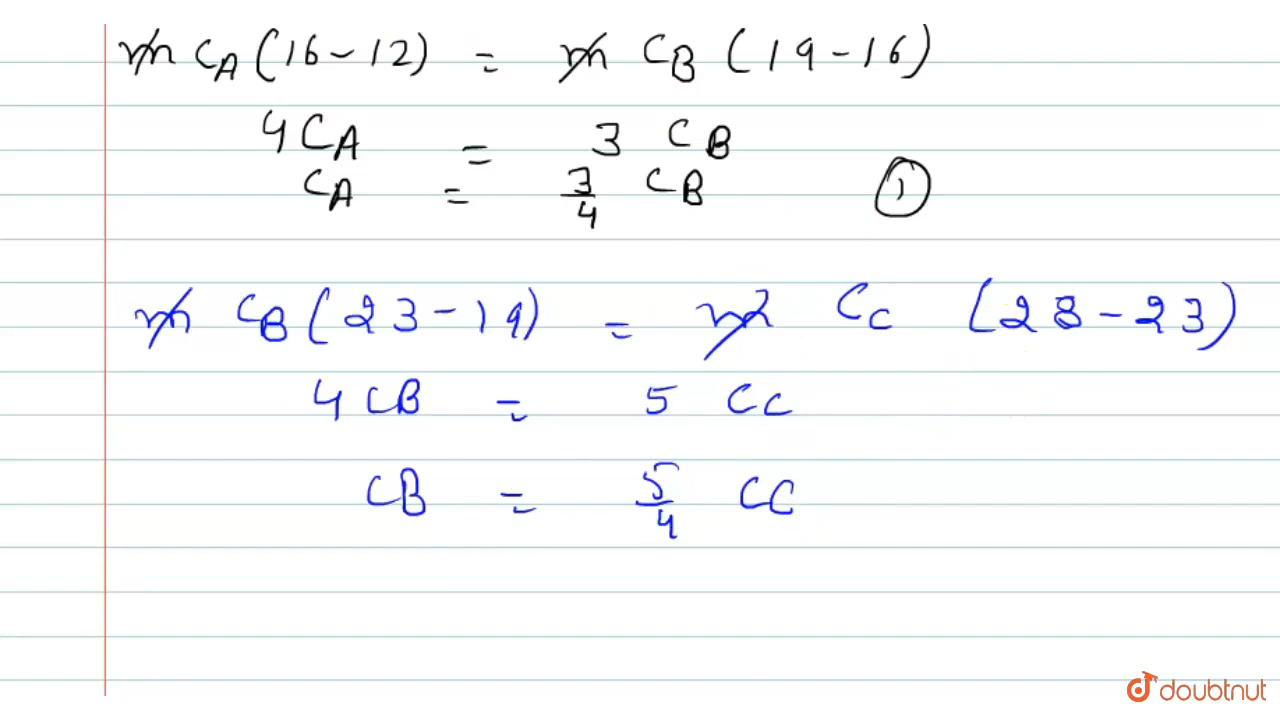 m C_A (16-12) = m C_B (19-16)
4 C_A = 3 C_B
C_A = 3/4 C_B 1
m C_B (23-19) = m C_C (28-23)
4 CB = 5 CC
CB = 5/4 CC
doubtnut